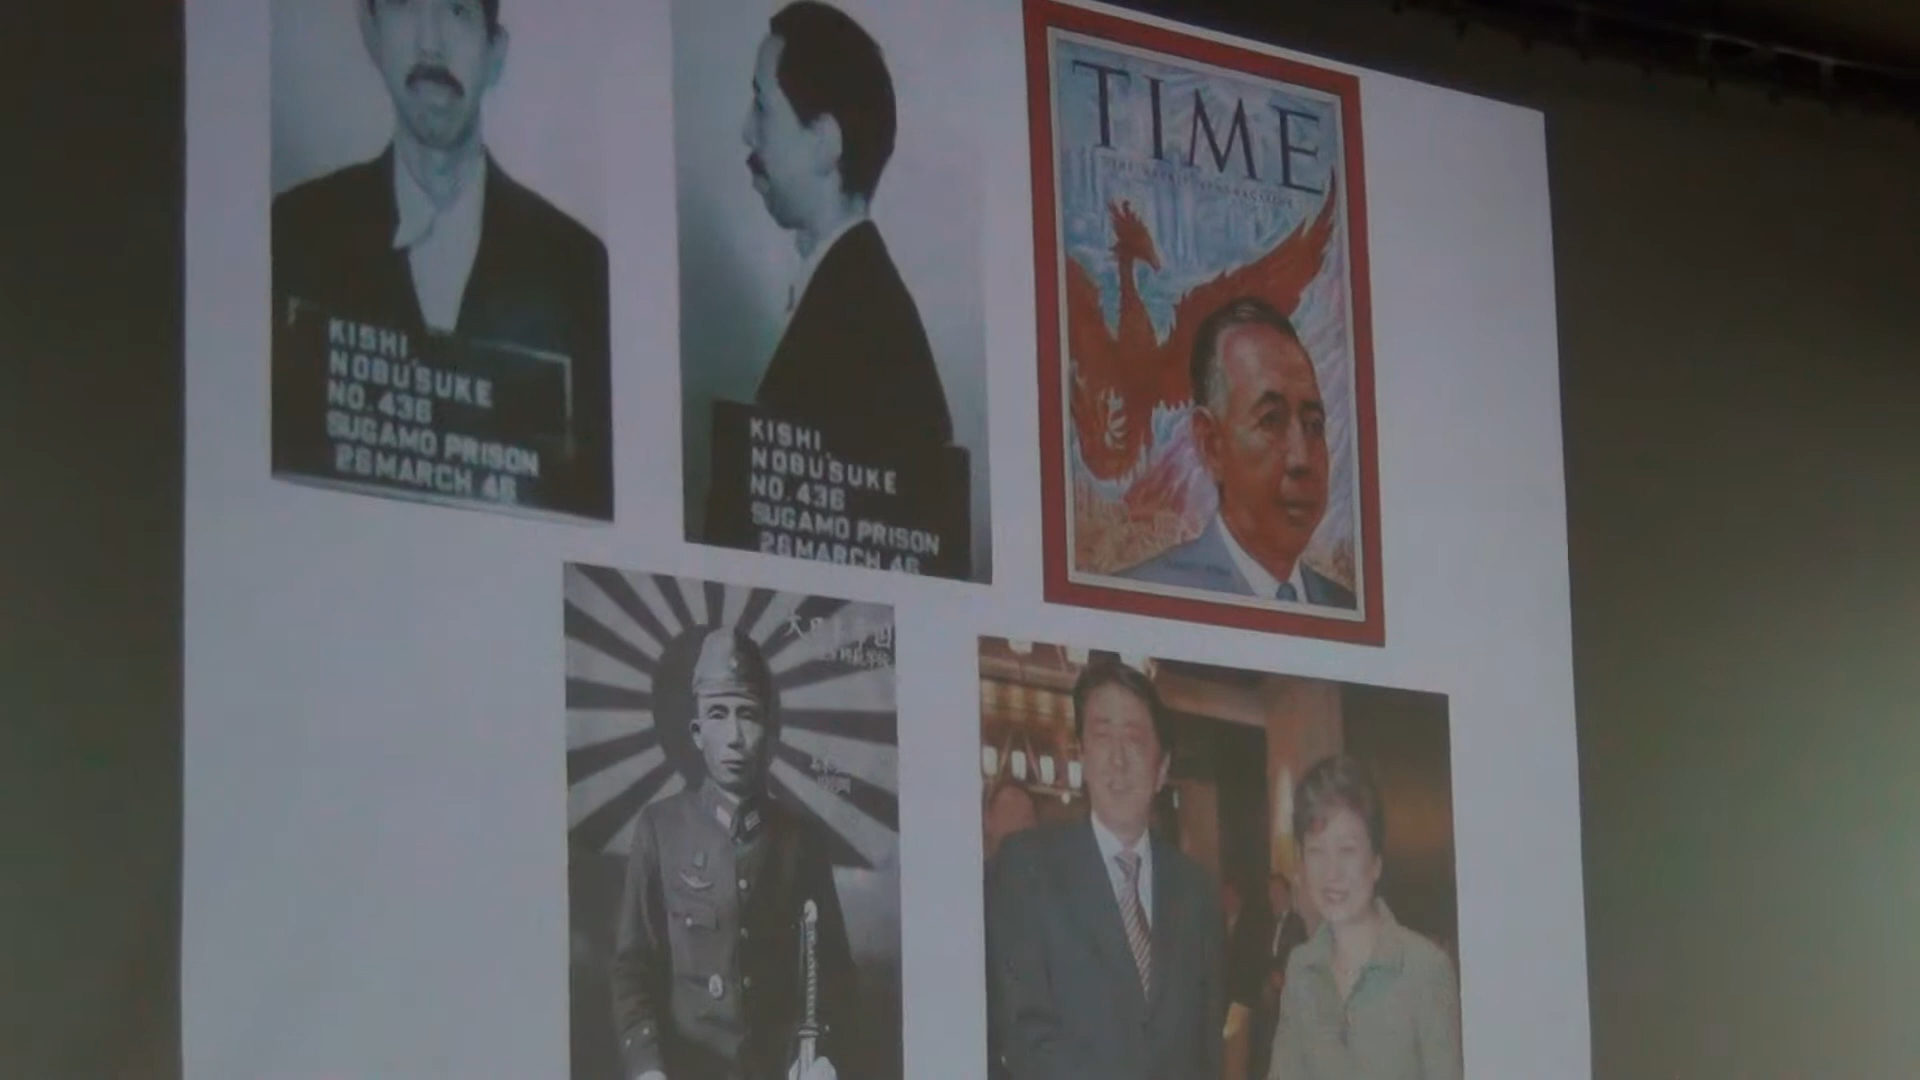 KISHI,
NOBUSUKE
NO. 436
SUGAMO PRISON
26 MARCH 46
KISHI,
NOBUSUKE
NO. 436
SUGAMO PRISON
26 MARCH 46
TIME